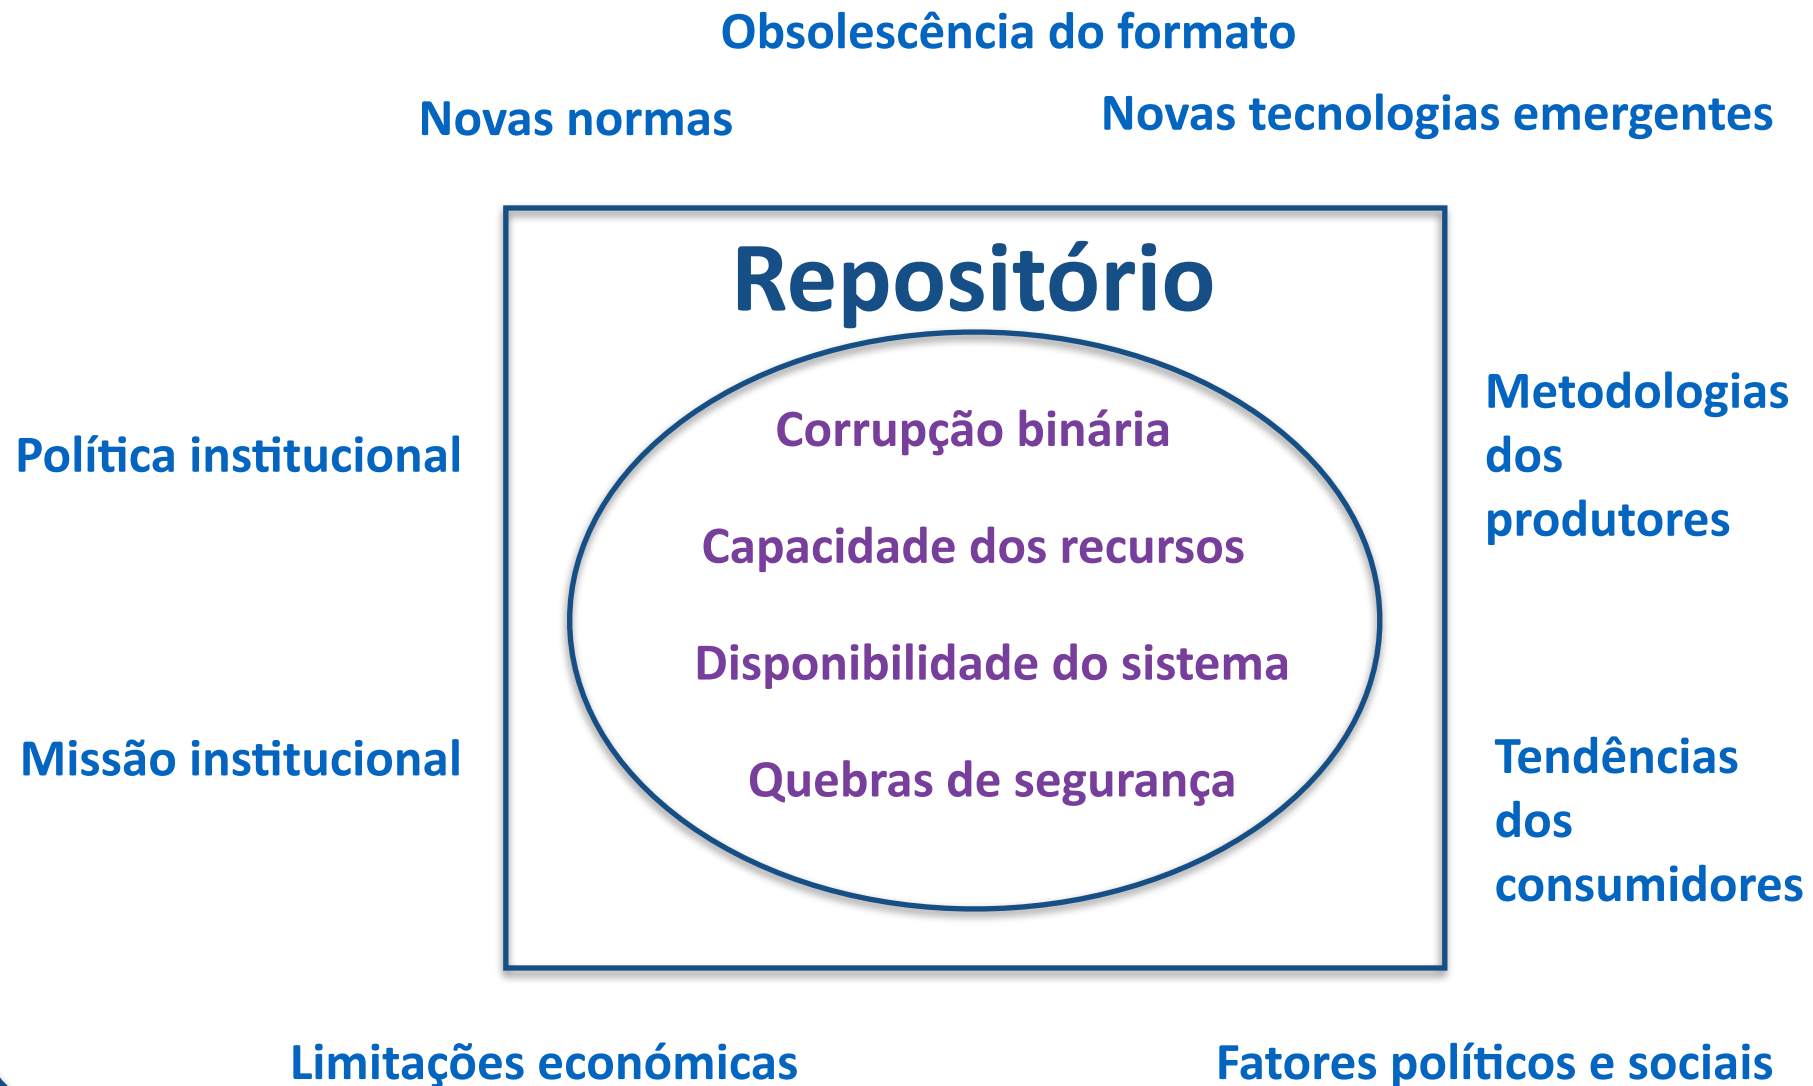 Obsolescência do formato
Novas normas
Novas tecnologias emergentes
Repositório
Corrupção binária
Capacidade dos recursos
Disponibilidade do sistema
Quebras de segurança
Política institucional
Missão institucional
Metodologias
dos
produtores
Tendências
dos
consumidores
Limitações económicas
Fatores políticos e sociais